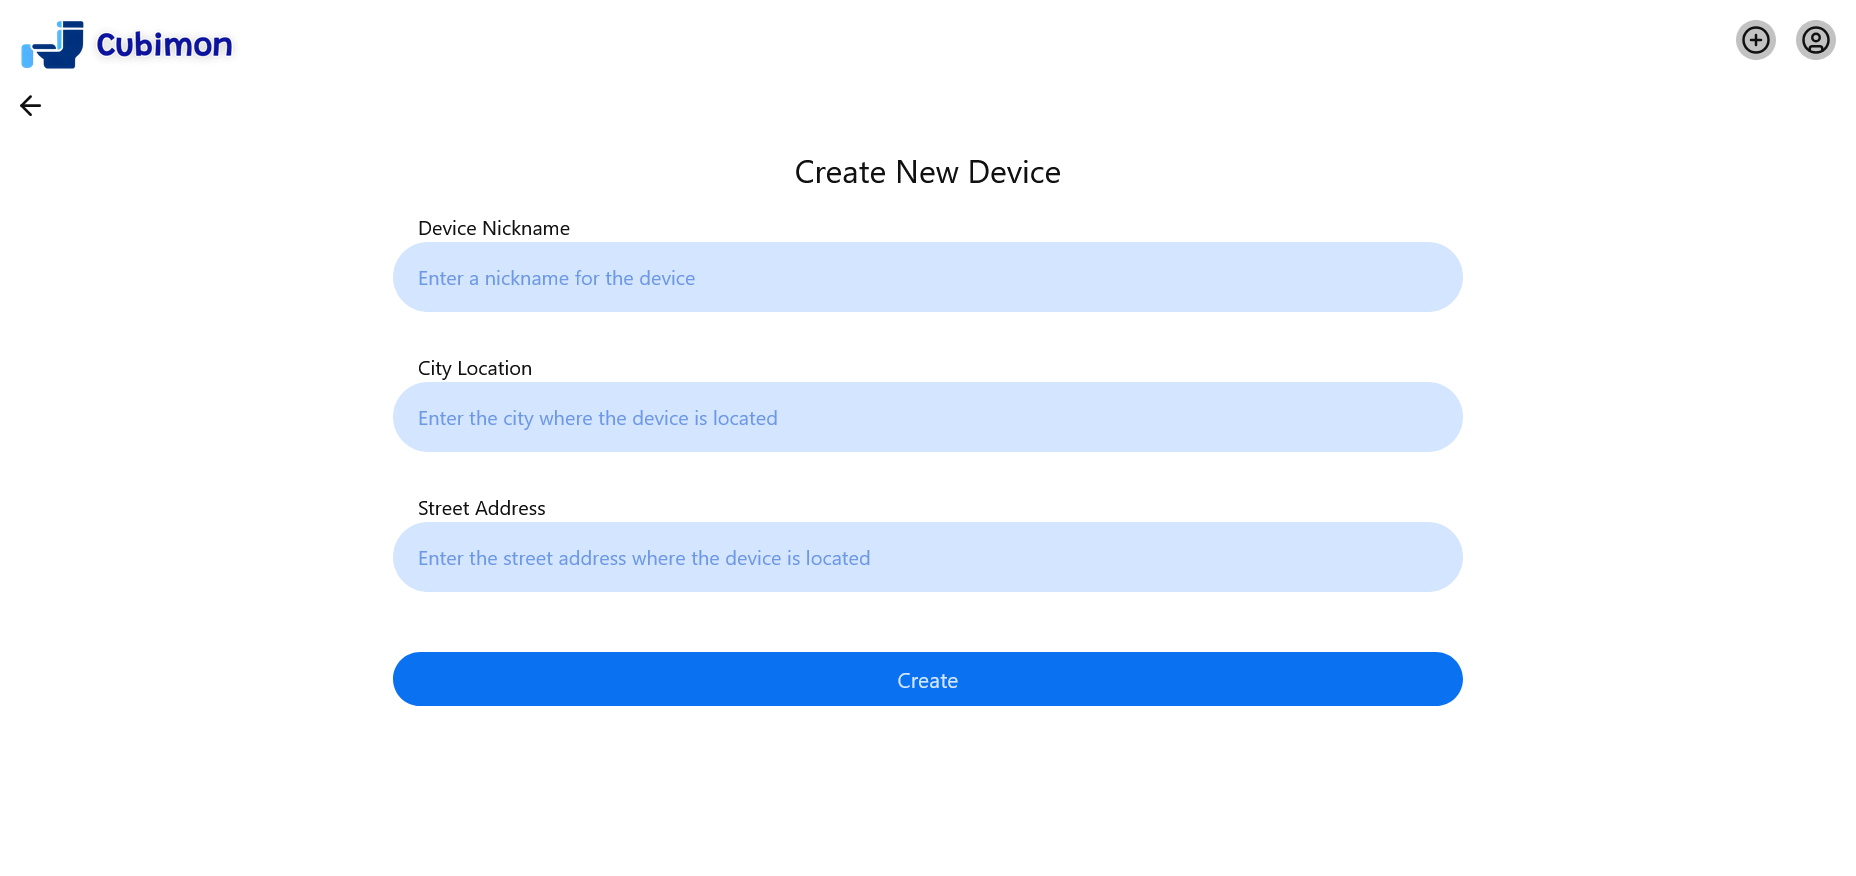 Cubimon
Create New Device
Device Nickname
Enter a nickname for the device
City Location
Enter the city where the device is located
Street Address
Enter the street address where the device is located
Create